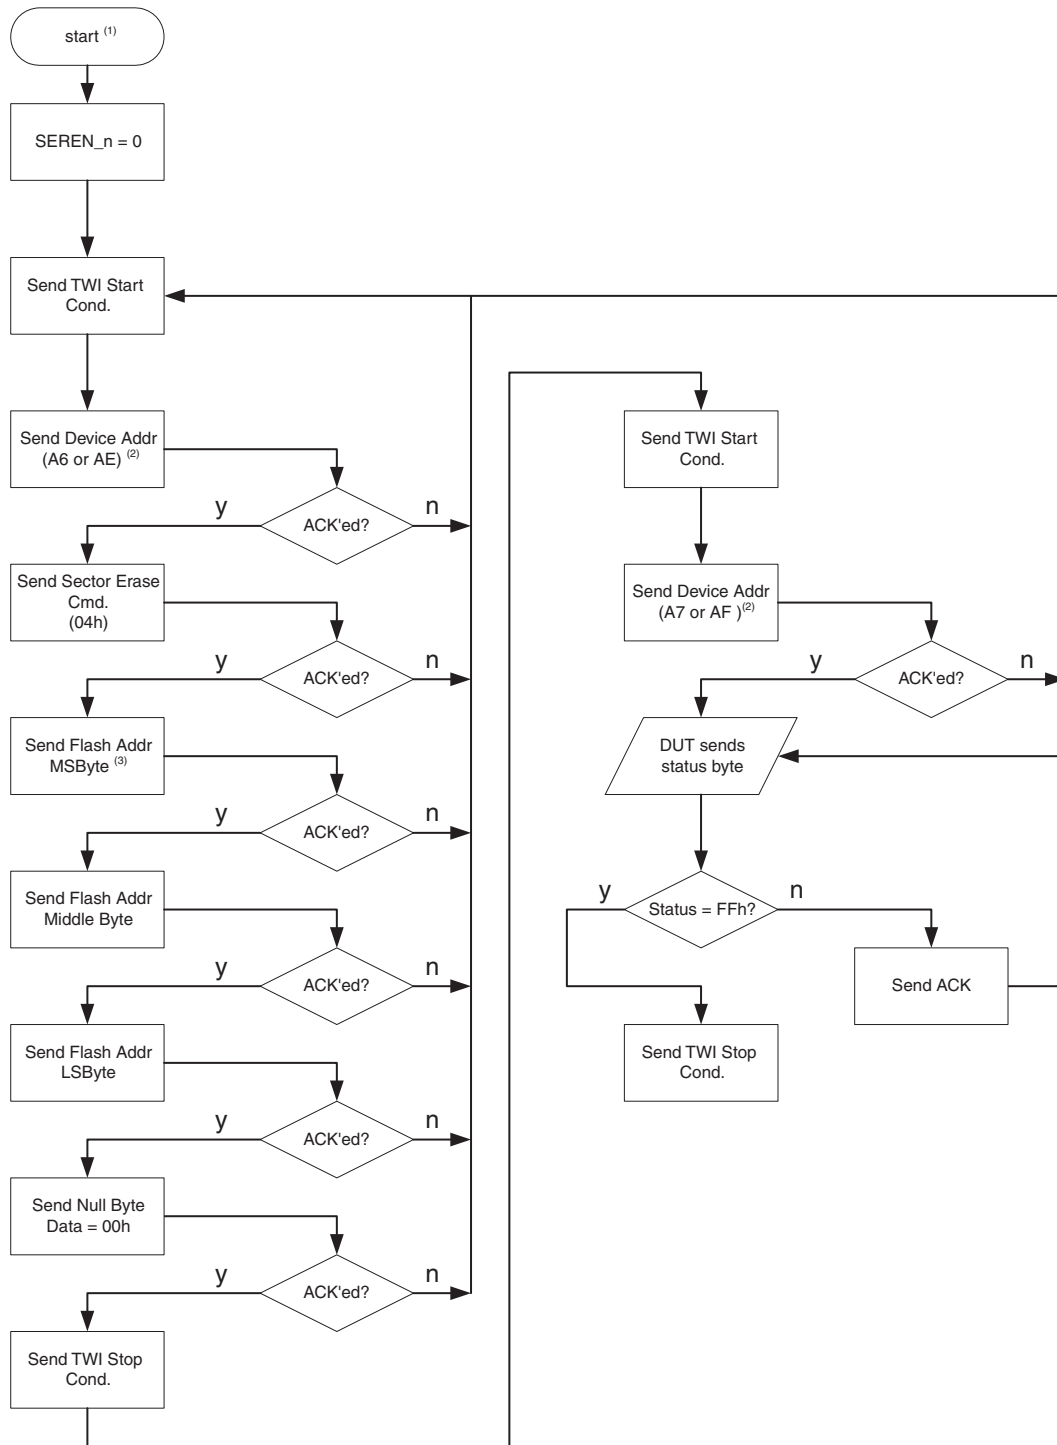 start (1)
SEREN_n = 0
Send TWI Start
Cond.
Send Device Addr
(A6 or AE) (2)
ACK'ed?
y
n
Send Sector Erase
Cmd.
(04h)
ACK'ed?
y
n
Send Flash Addr
MSByte (3)
ACK'ed?
y
n
Send Flash Addr
Middle Byte
ACK'ed?
y
n
Send Flash Addr
LSByte
ACK'ed?
y
n
Send Null Byte
Data = 00h
ACK'ed?
y
n
Send TWI Stop
Cond.
Send TWI Start
Cond.
Send Device Addr
(A7 or AF )(2)
ACK'ed?
y
n
DUT sends
status byte
Status = FFh?
y
n
Send ACK
Send TWI Stop
Cond.